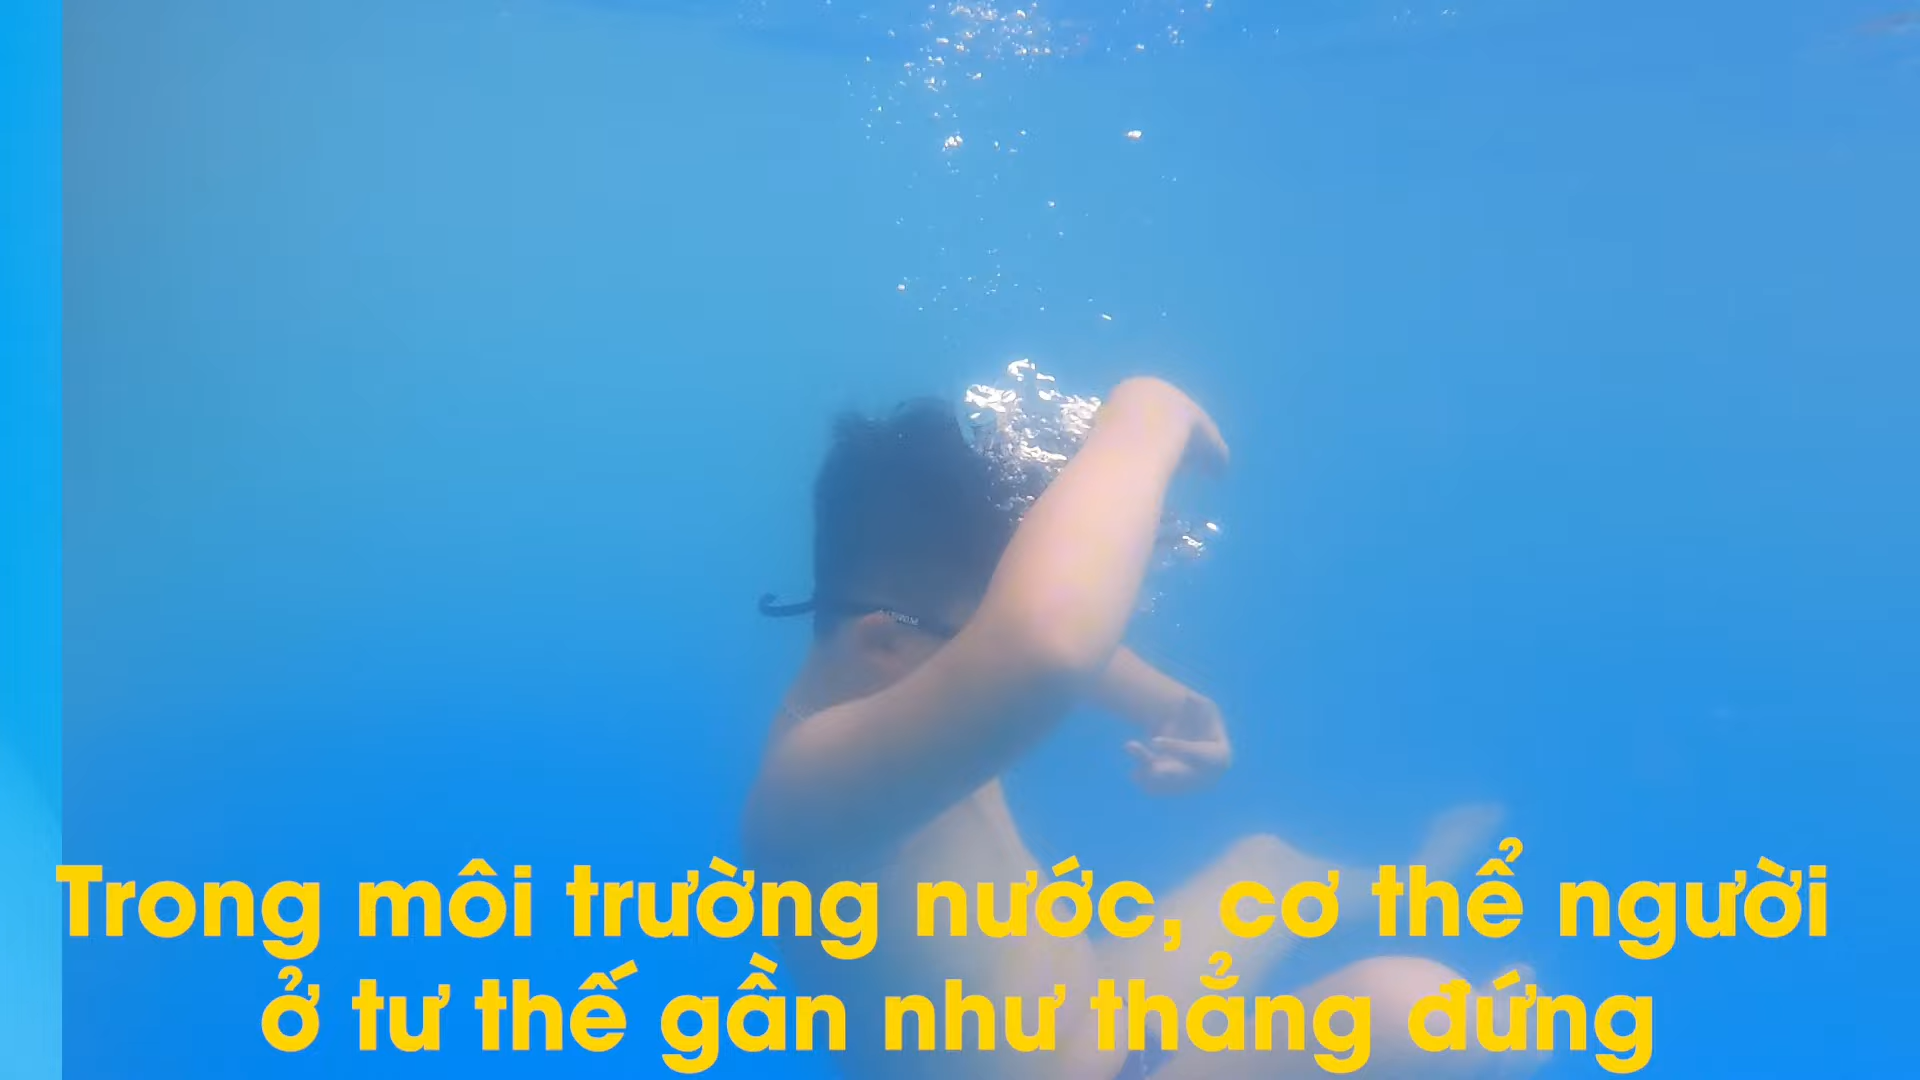 Trong môi trường nước, cơ thể người
ở tư thế gần như thẳng đứng